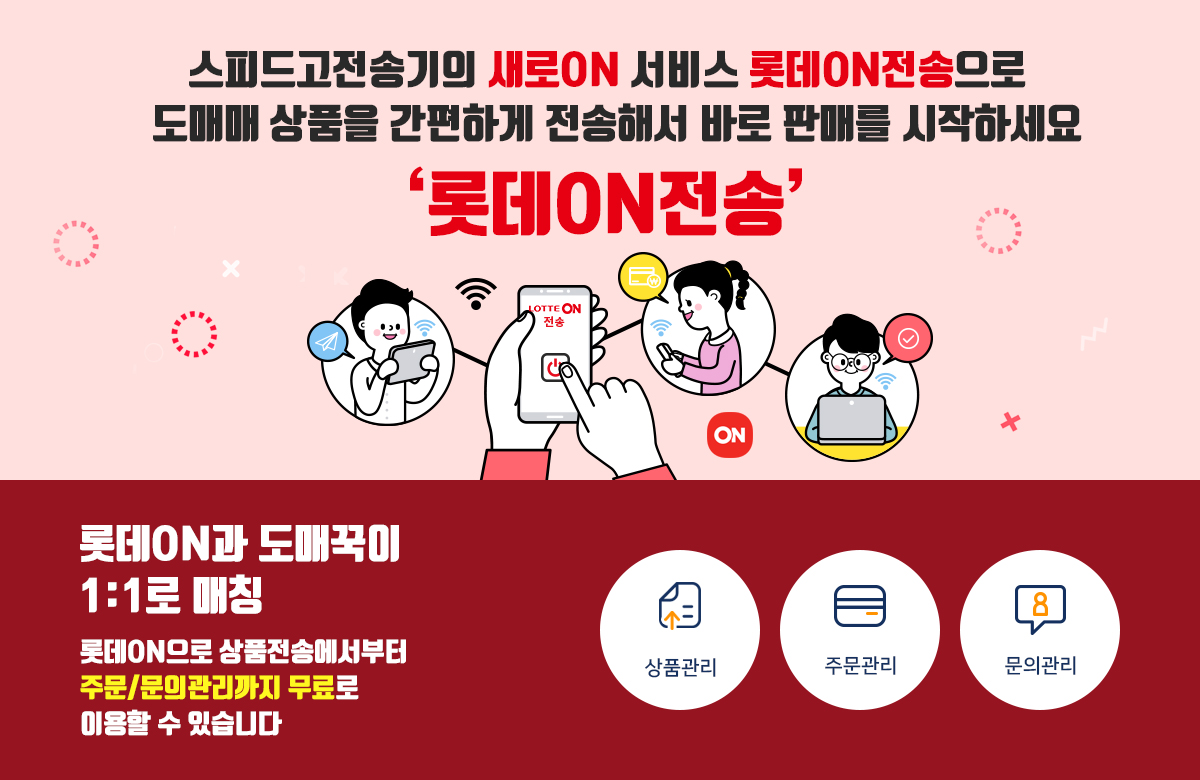 스피드고전송기의 새로ON 서비스 롯데ON전송으로
도매매 상품을 간편하게 전송해서 바로 판매를 시작하세요
‘롯데ON전송’
LOTTE ON
전송
W
ON
롯데ON과 도매꾹이
1:1로 매칭
롯데ON으로 상품전송에서부터
주문/문의관리까지 무료로
이용할 수 있습니다
상품관리
주문관리
문의관리